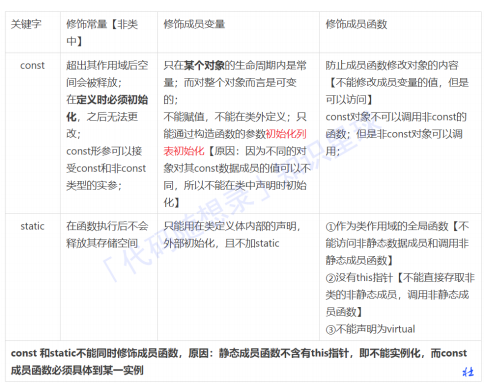 关键字
修饰常量【非类
中】
修饰成员变量
修饰成员函数
const
超出其作用域后空
间会被释放；
在定义时必须初始
化，之后无法更
改；
const形参可以接
受const和非const
类型的实参；
只在某个对象的生命周期内是常
量；而对整个对象而言是可变
的；
不能赋值，不能在类外定义；只
能通过构造函数的参数初始化列
表初始化【原因：因为不同的对
象对其const数据成员的值可以不
同，所以不能在类中声明时初始
化】
防止成员函数修改对象的内容
【不能修改成员变量的值，但是
可以访问】
const对象不可以调用非const的
函数；但是非const对象可以调
用；
static
在函数执行后不会
释放其存储空间
只能用在类定义体内部的声明，
外部初始化，且不加static
①作为类作用域的全局函数【不
能访问非静态数据成员和调用非
静态成员函数】
②没有this指针【不能直接存取非
类的非静态成员，调用非静态成
员函数】
③不能声明为virtual
const 和static不能同时修饰成员函数，原因：静态成员函数不含有this指针，即不能实例化，而const
成员函数必须具体到某一实例
「代码随想录」知识星球